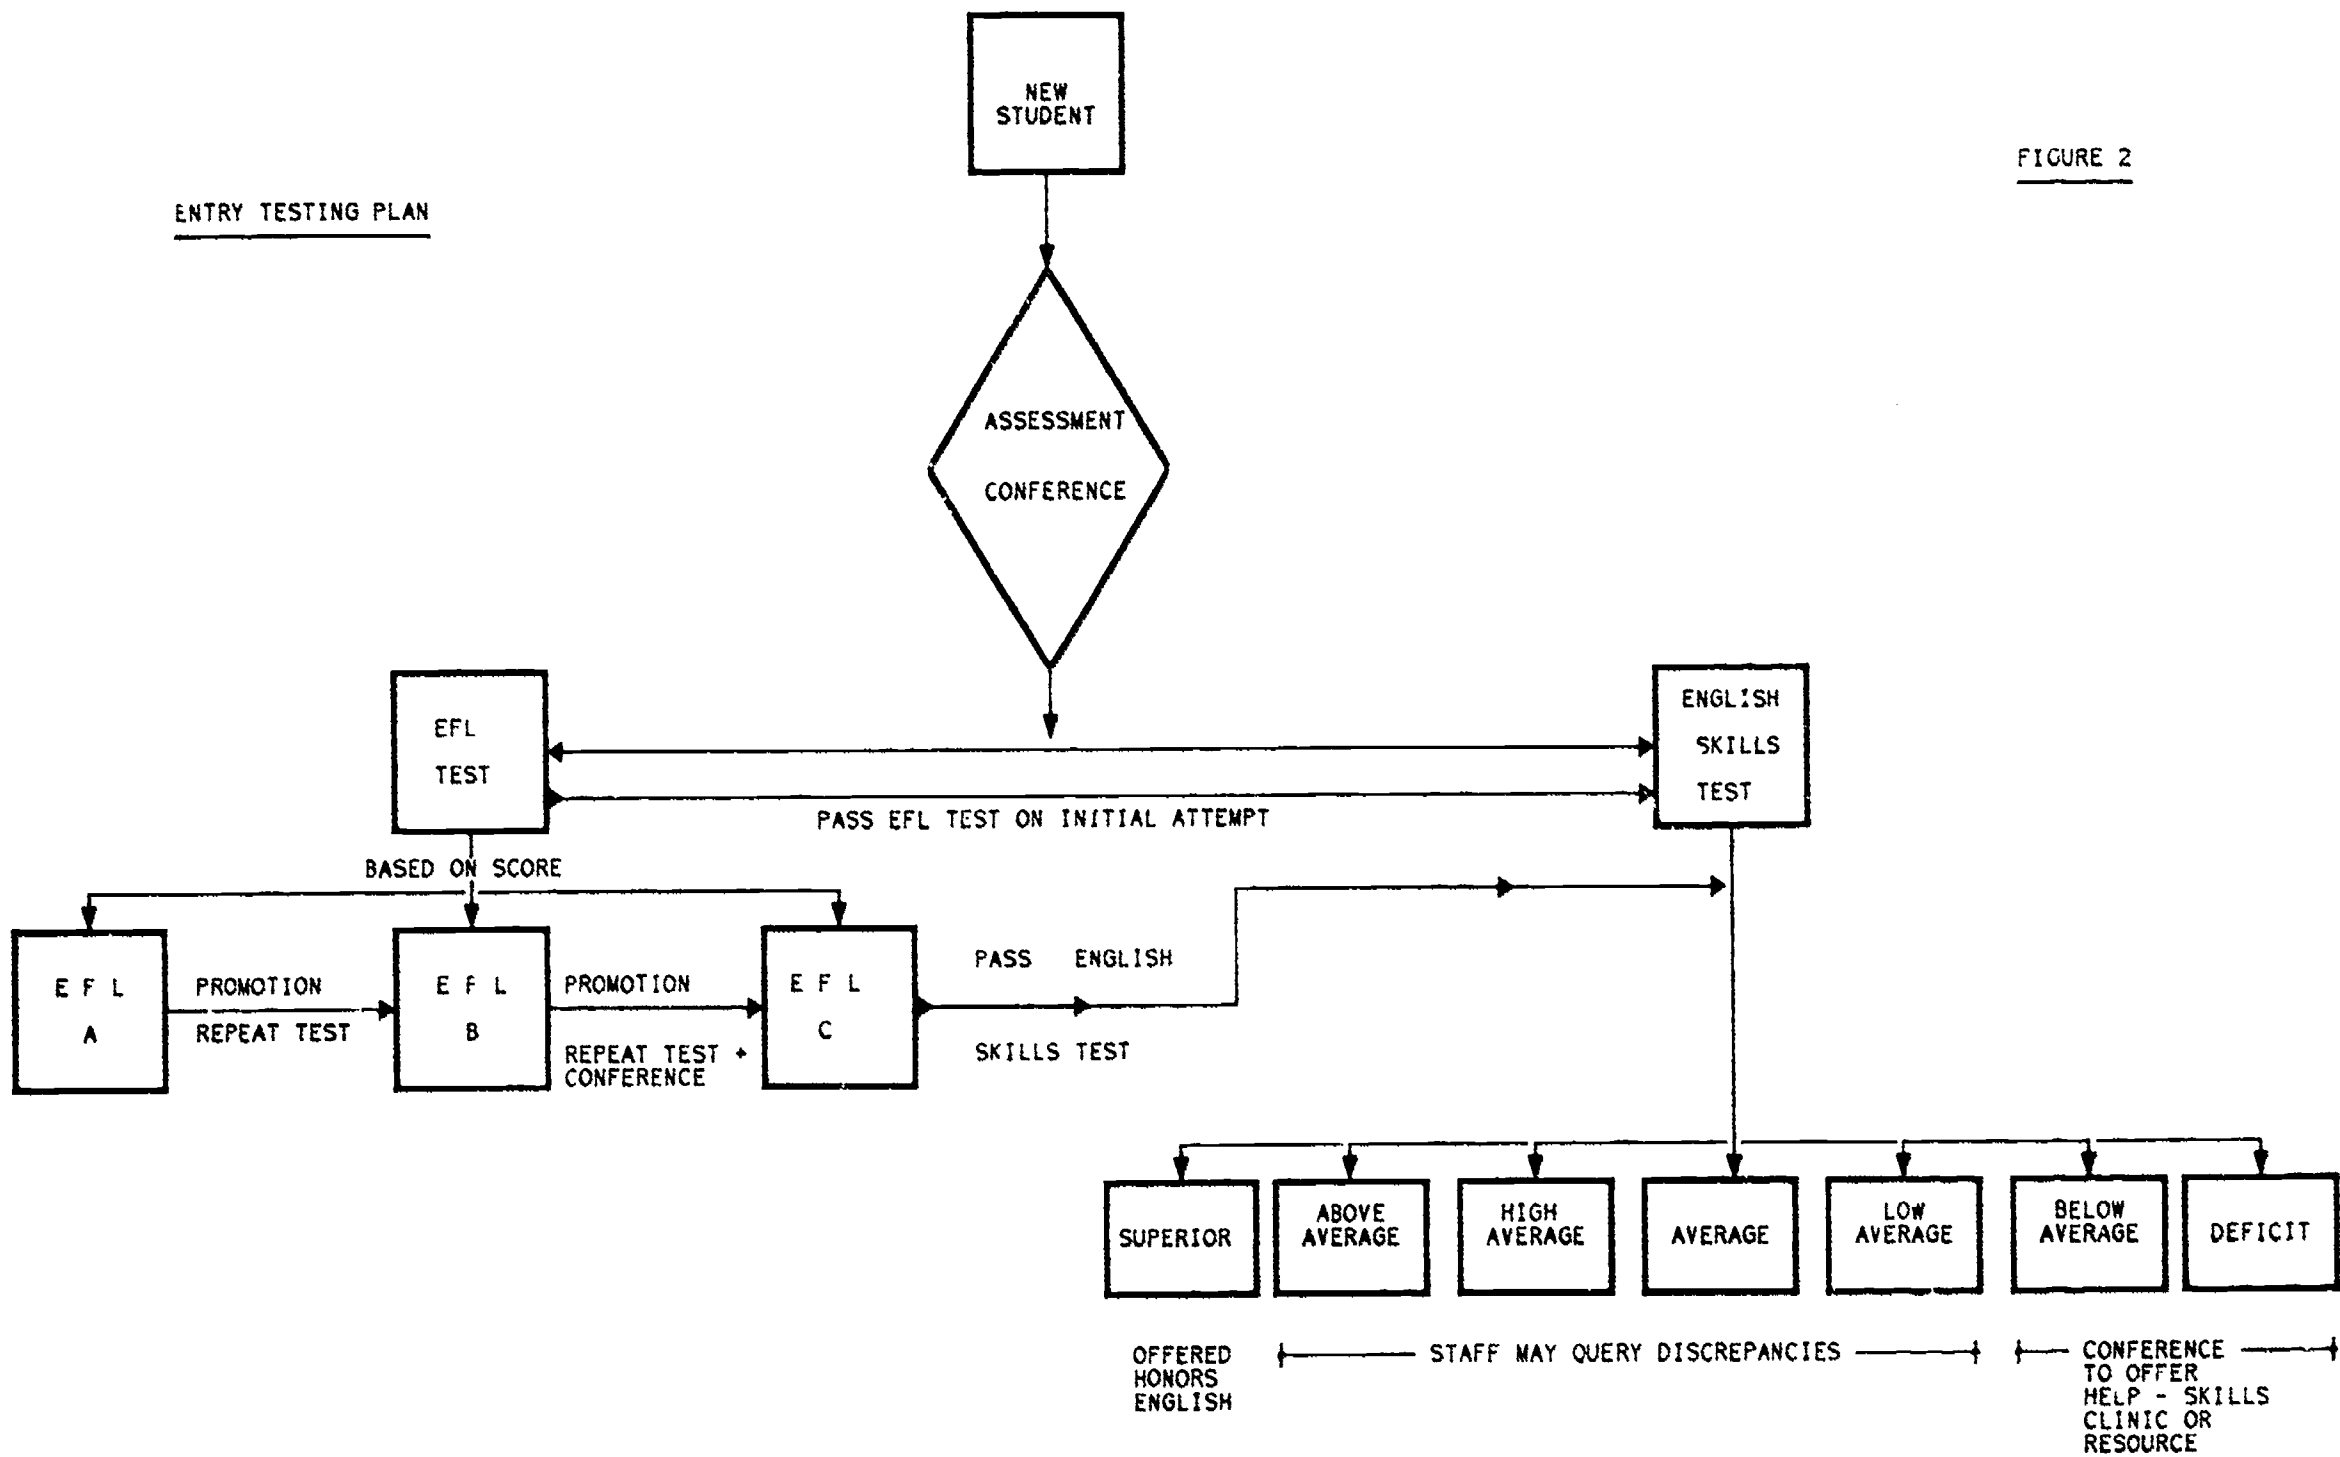 NEW
STUDENT
FIGURE 2
ENTRY TESTING PLAN
ASSESSMENT
CONFERENCE
EFL
TEST
ENGLISH
SKILLS
TEST
PASS EFL TEST ON INITIAL ATTEMPT
BASED ON SCORE
E F L
A
PROMOTION
REPEAT TEST
E F L
B
PROMOTION
REPEAT TEST +
CONFERENCE
E F L
C
PASS ENGLISH
SKILLS TEST
SUPERIOR
ABOVE
AVERAGE
HIGH
AVERAGE
AVERAGE
LOW
AVERAGE
BELOW
AVERAGE
DEFICIT
OFFERED
HONORS
ENGLISH
STAFF MAY QUERY DISCREPANCIES
CONFERENCE
TO OFFER
HELP - SKILLS
CLINIC OR
RESOURCE